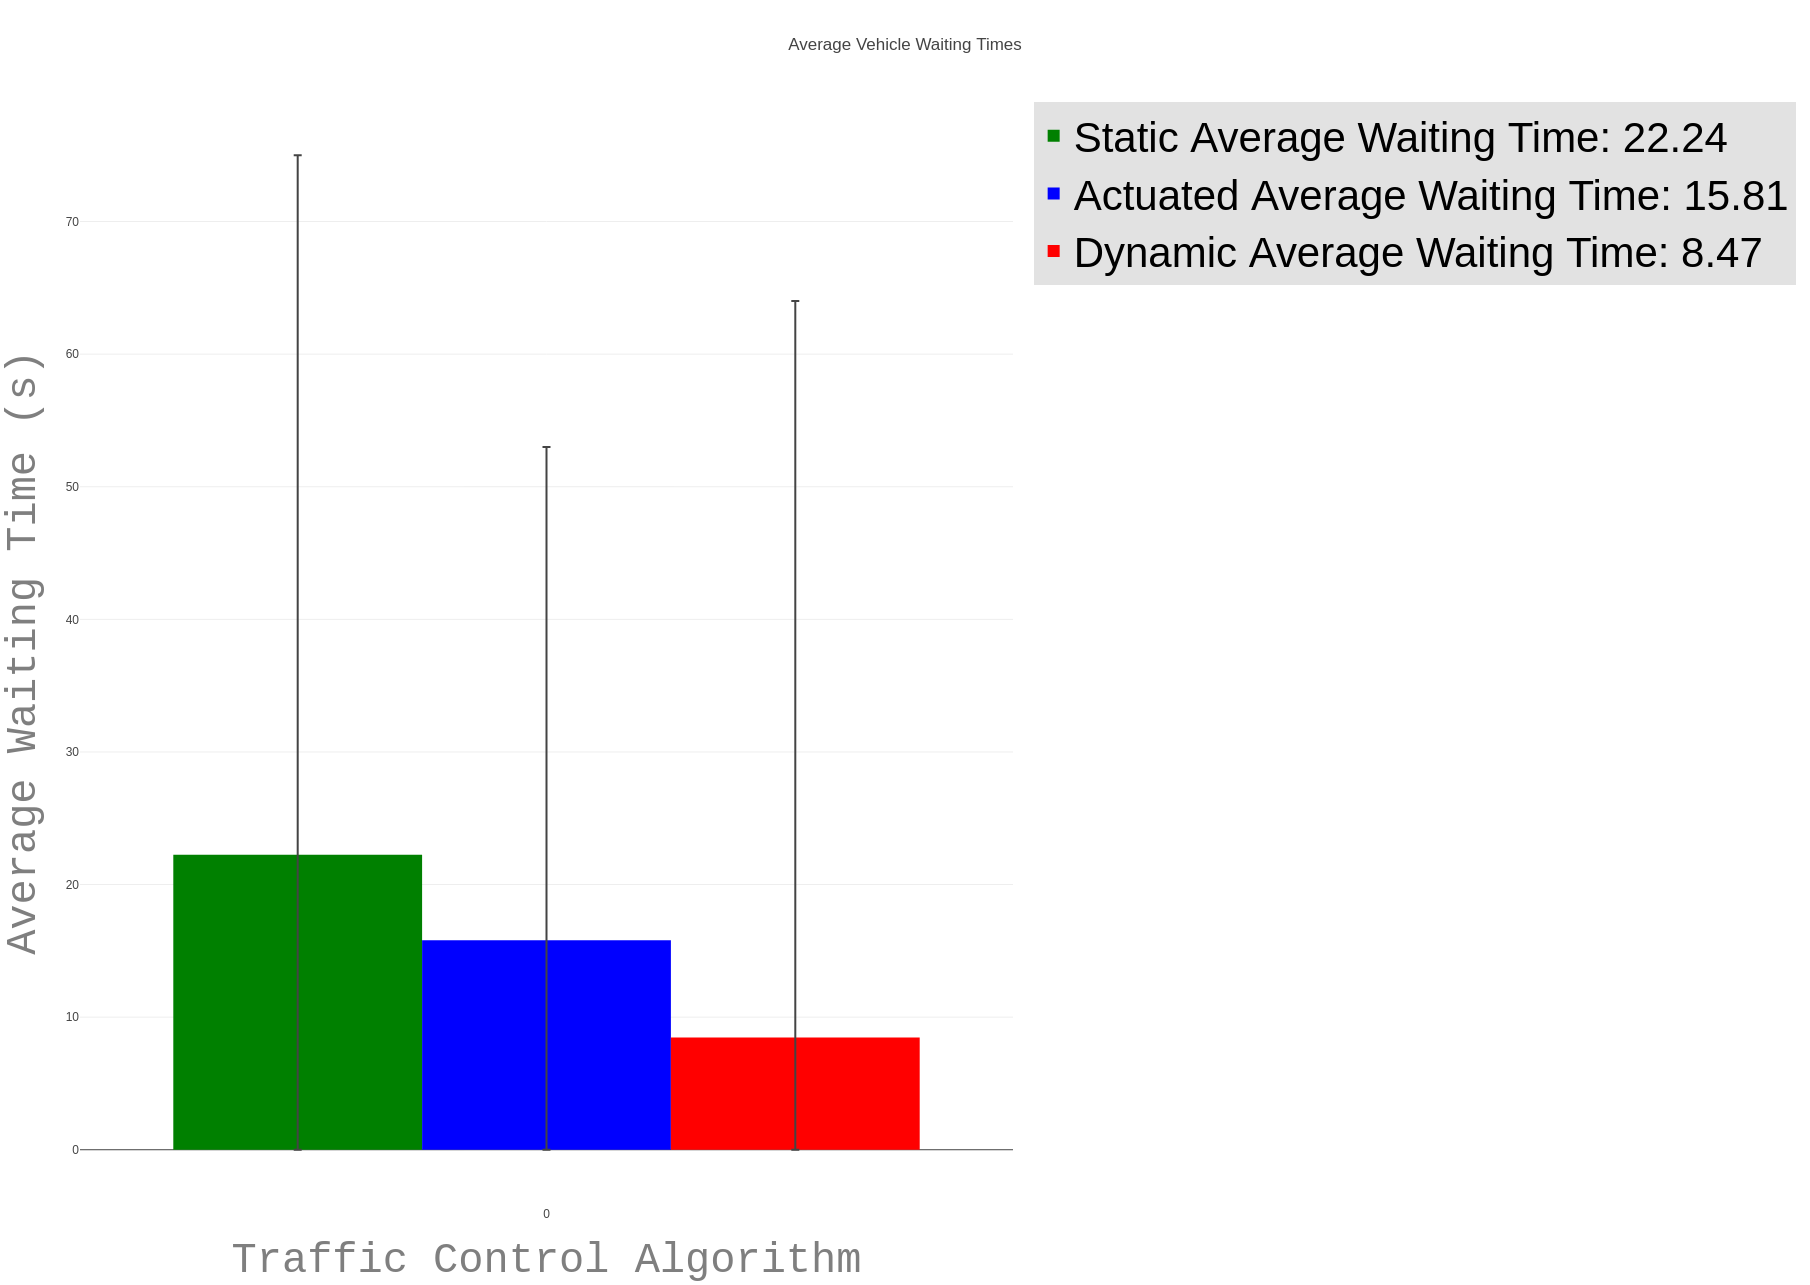 Average Vehicle Waiting Times
Static Average Waiting Time: 22.24
Actuated Average Waiting Time: 15.81
Dynamic Average Waiting Time: 8.47
Average Waiting Time (s)
70
60
50
40
30
20
10
0
0
Traffic Control Algorithm